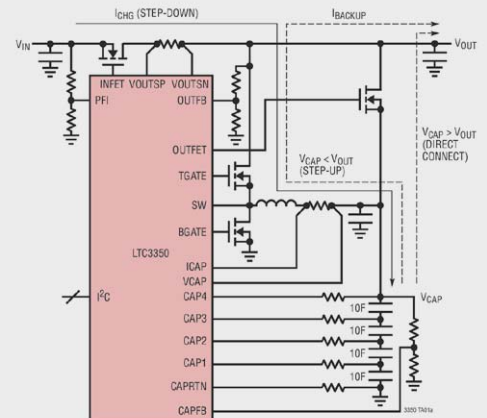 I_CHG (STEP-DOWN)
I_BACKUP
V_IN
V_OUT
INFET
VOUTSP
VOUTSN
PFI
OUTFB
OUTFET
V_CAP > V_OUT
(DIRECT
CONNECT)
V_CAP < V_OUT
(STEP-UP)
TGATE
SW
BGATE
LTC3350
ICAP
VCAP
I²C
CAP4
V_CAP
10F
CAP3
10F
CAP2
10F
CAP1
10F
CAPRTN
CAPFB
3350 TA01a